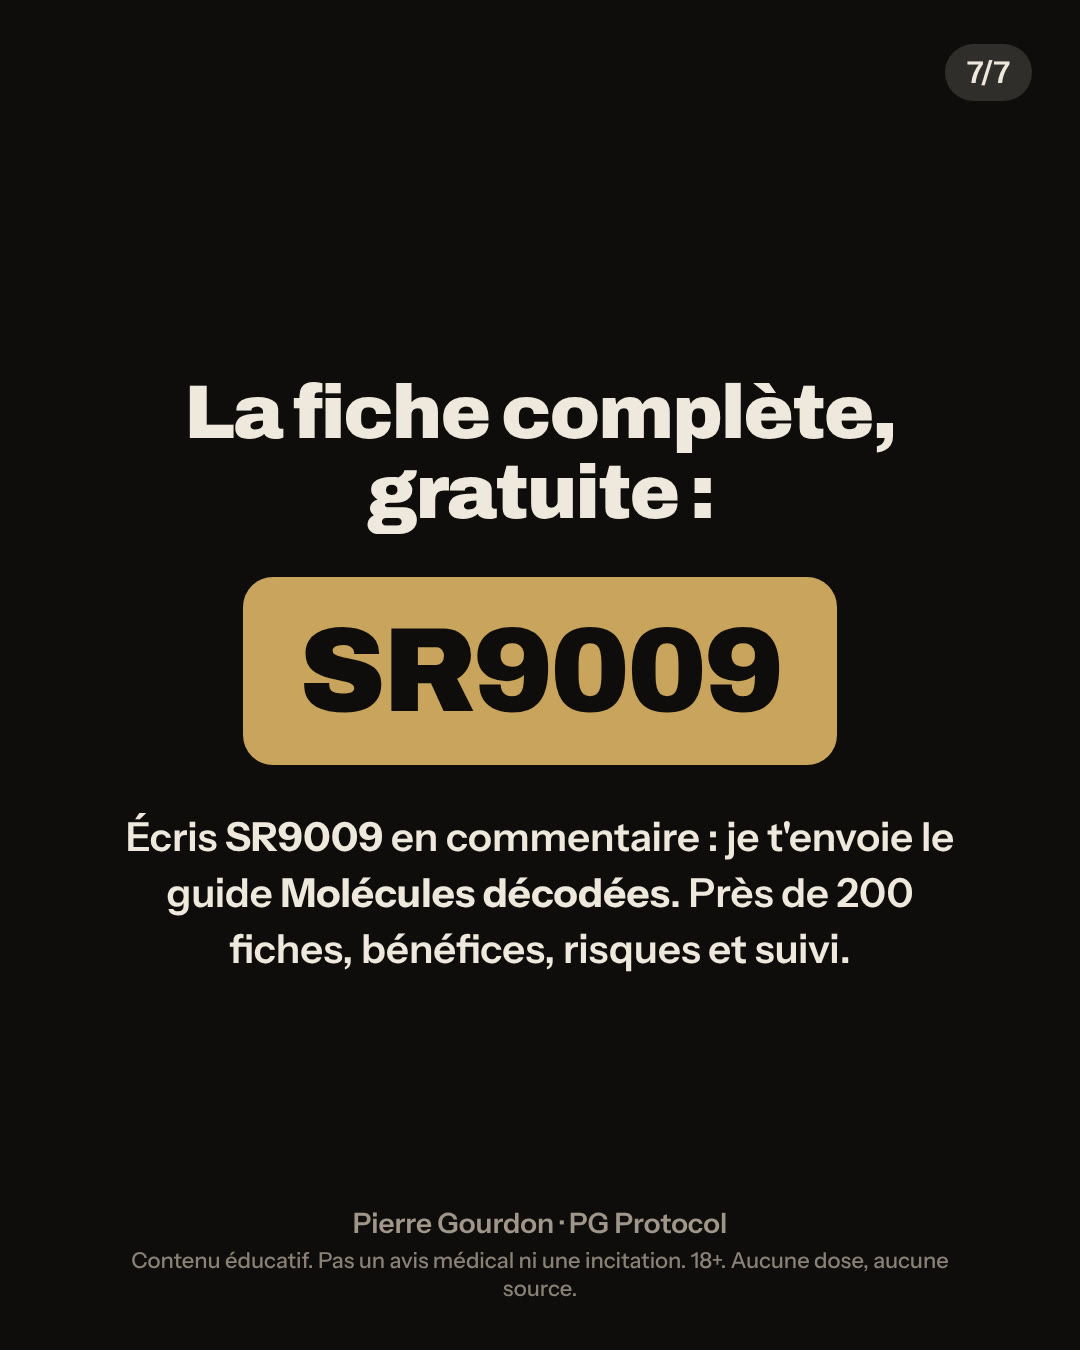 7/7
La fiche complète,
gratuite :
SR9009
Écris SR9009 en commentaire : je t'envoie le
guide Molécules décodées. Près de 200
fiches, bénéfices, risques et suivi.
Pierre Gourdon · PG Protocol
Contenu éducatif. Pas un avis médical ni une incitation. 18+. Aucune dose, aucune
source.